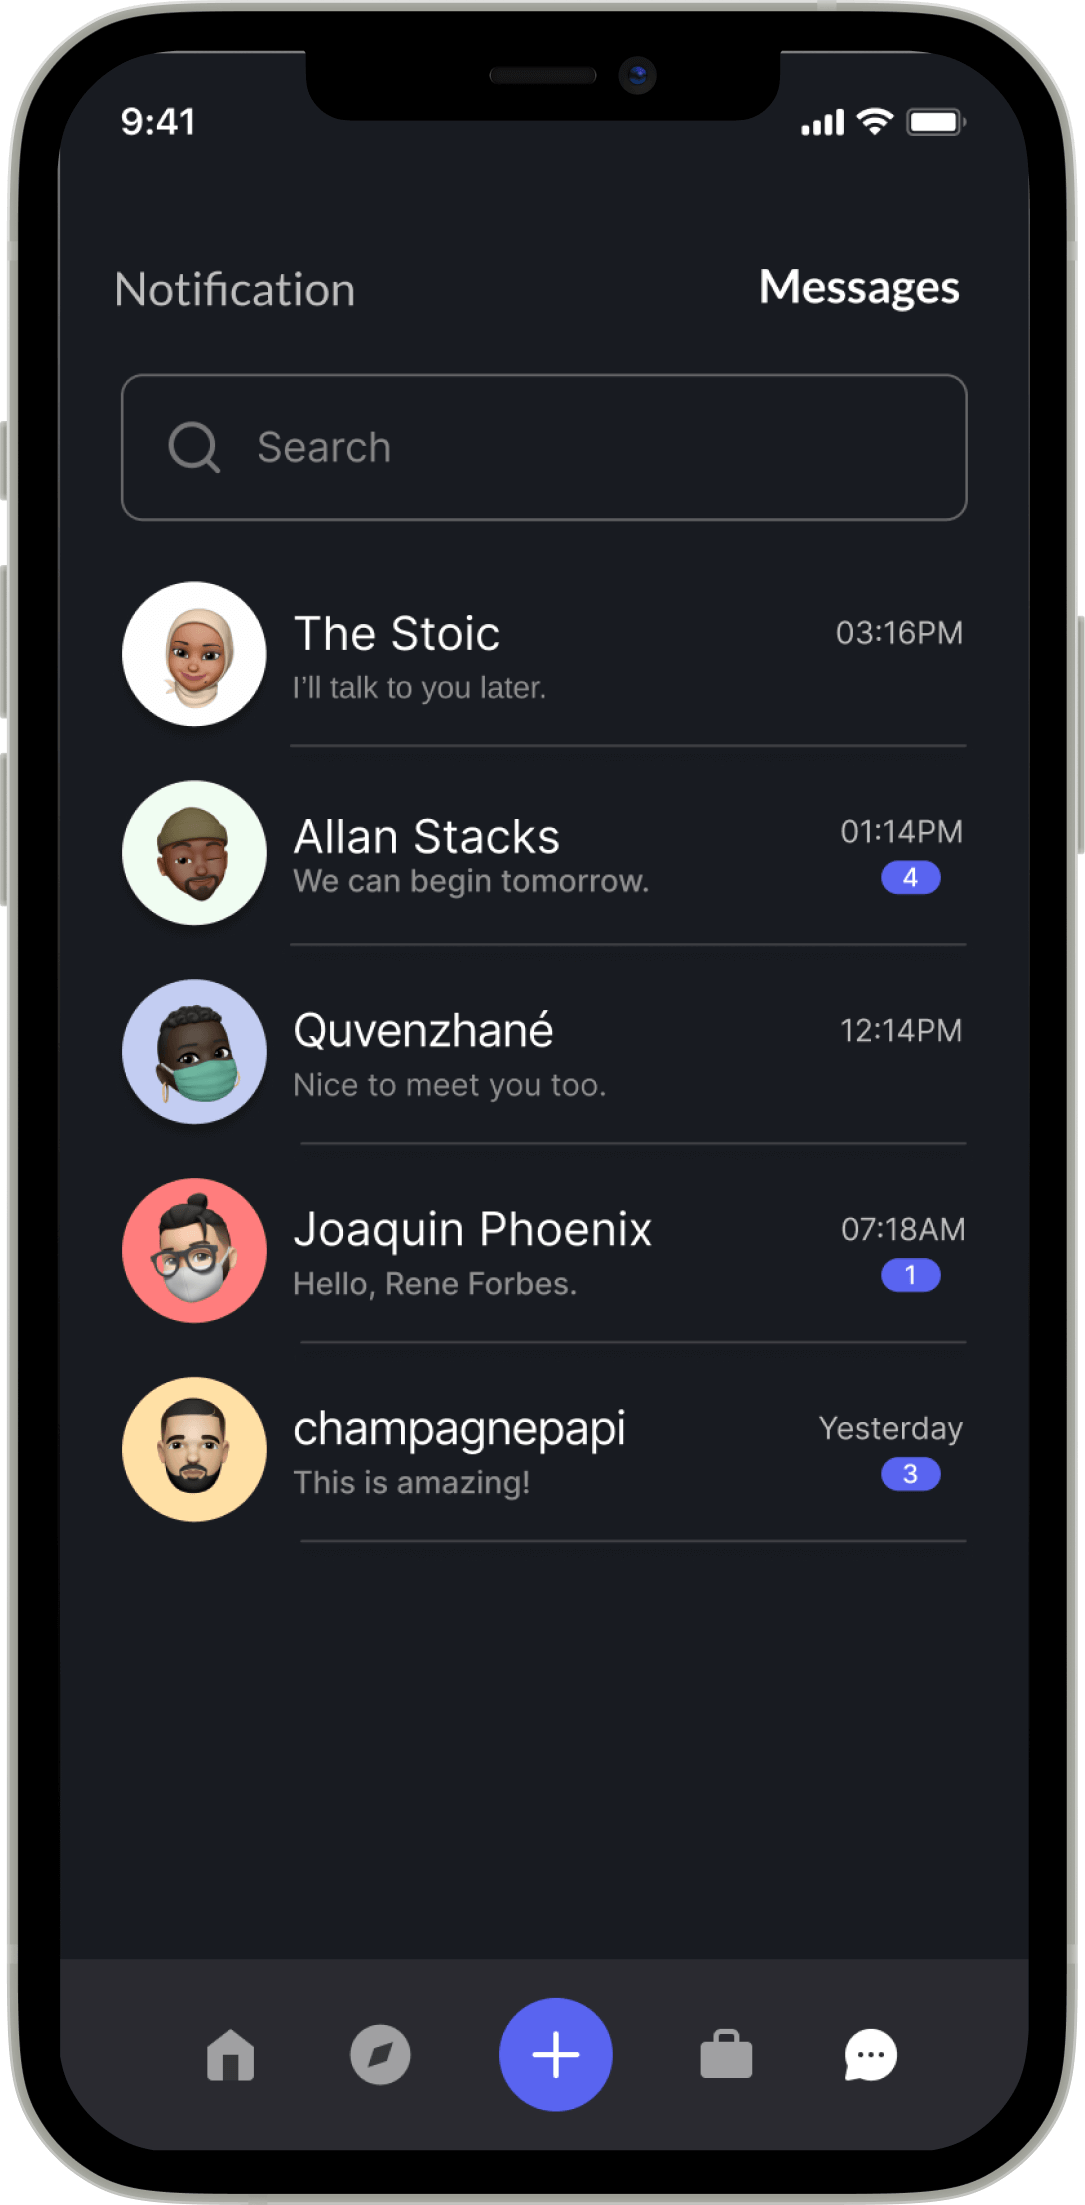 9:41
Notification
Messages
Search
The Stoic
03:16PM
I'll talk to you later.
Allan Stacks
01:14PM
We can begin tomorrow.
4
Quvenzhané
12:14PM
Nice to meet you too.
Joaquin Phoenix
07:18AM
Hello, Rene Forbes.
1
champagnepapi
Yesterday
This is amazing!
3